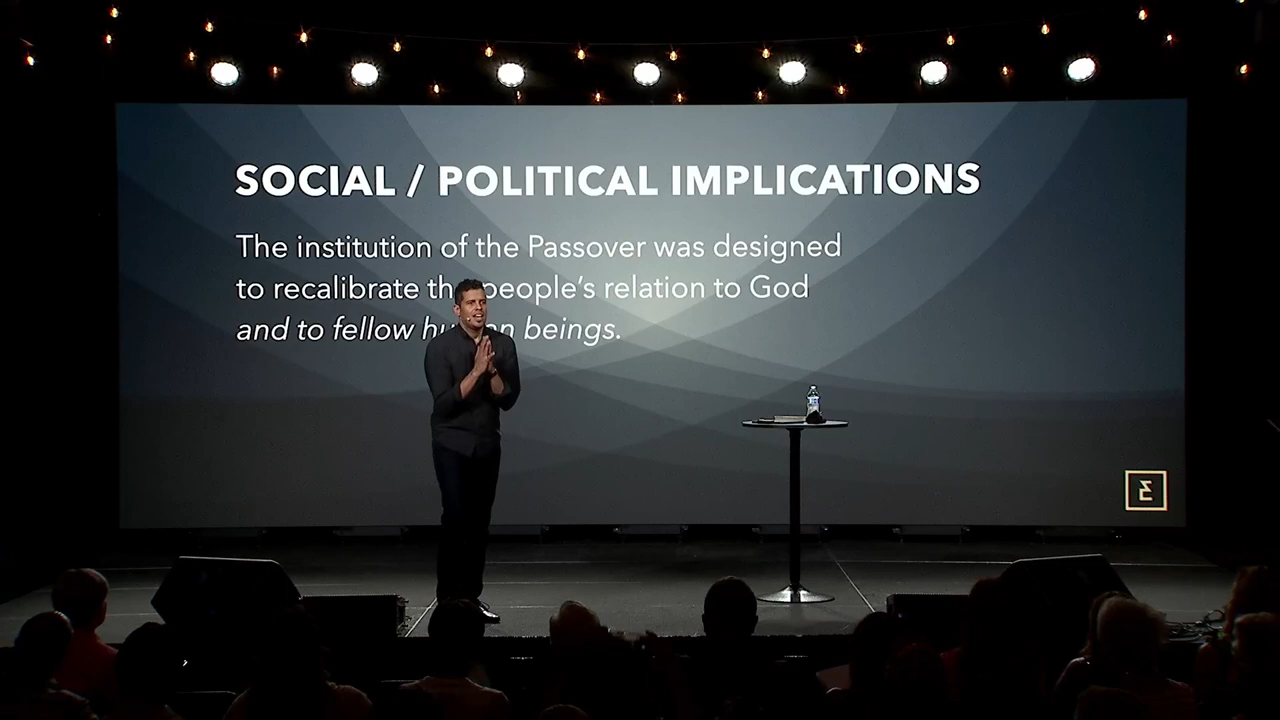 SOCIAL / POLITICAL IMPLICATIONS
The institution of the Passover was designed
to recalibrate people's relation to God
and to fellow beings.